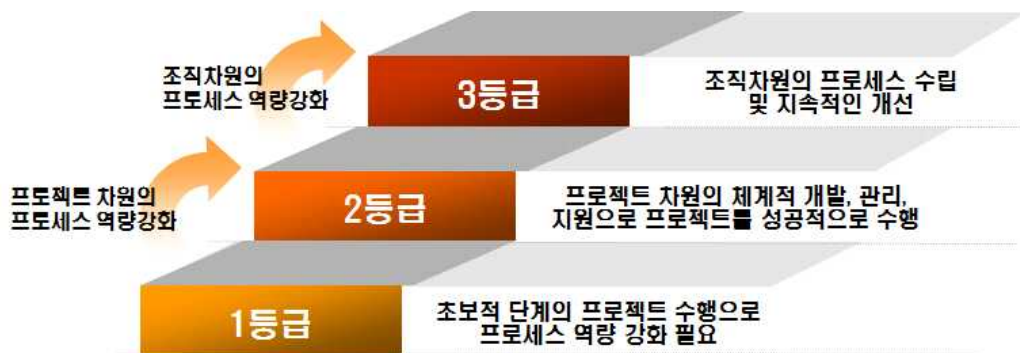 조직차원의
프로세스 역량강화
3등급
조직차원의 프로세스 수립
및 지속적인 개선
프로젝트 차원의
프로세스 역량강화
2등급
프로젝트 차원의 체계적 개발, 관리,
지원으로 프로젝트를 성공적으로 수행
1등급
초보적 단계의 프로젝트 수행으로
프로세스 역량 강화 필요